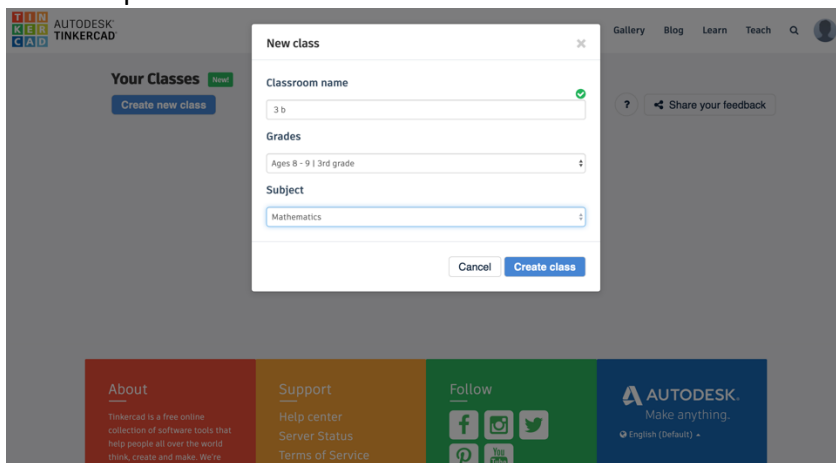 TIN
KER
CAD
AUTODESK®
TINKERCAD®
Gallery Blog Learn Teach
Your Classes New!
Create new class
? Share your feedback
New class ×
Classroom name
3 b
Grades
Ages 8 - 9 | 3rd grade
Subject
Mathematics
Cancel Create class
About
Tinkercad is a free online
collection of software tools that
help people all over the world
think, create and make. We're
Support
Help center
Server Status
Terms of Service
Follow
You
Tube
AUTODESK®
Make anything.
English (Default)